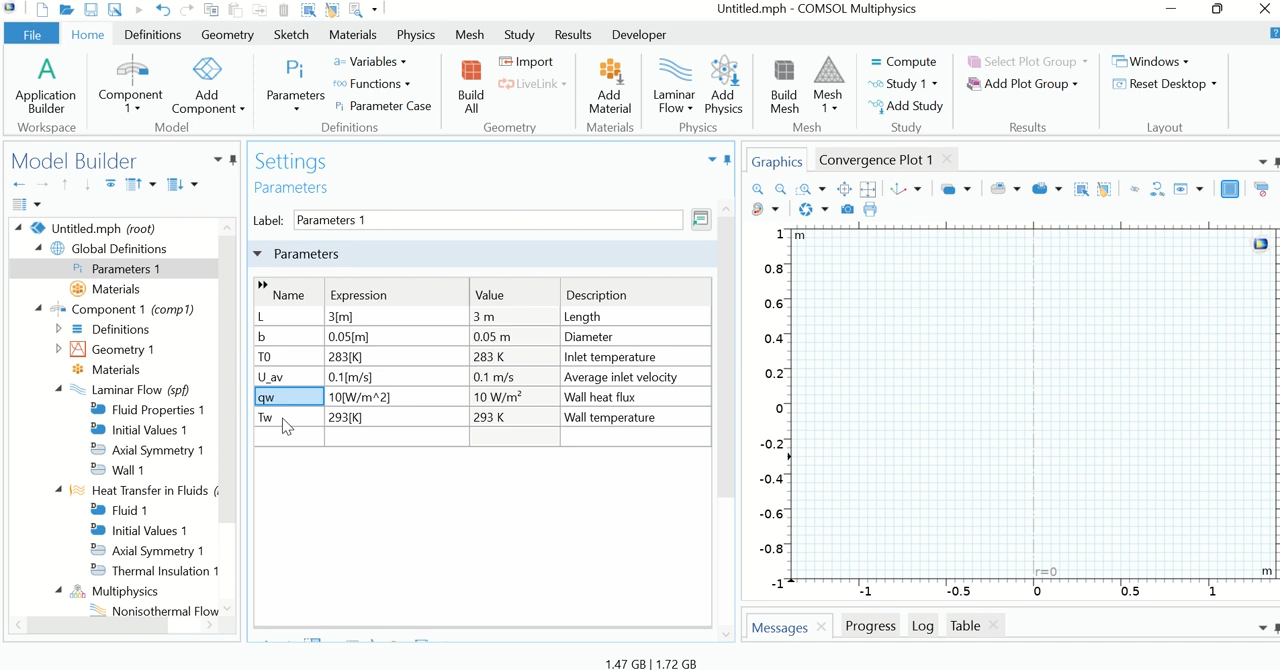 Untitled.mph - COMSOL Multiphysics
File Home Definitions Geometry Sketch Materials Physics Mesh Study Results Developer
Application Builder
Workspace
Component 1
Add Component
Model
Pi
Parameters
a= Variables
f(x) Functions
Pi Parameter Case
Definitions
Build All
Import
LiveLink
Geometry
Add Material
Materials
Laminar Flow
Add Physics
Physics
Build Mesh
Mesh 1
Mesh
= Compute
Study 1
Add Study
Study
Select Plot Group
Add Plot Group
Results
Windows
Reset Desktop
Layout
Model Builder
Untitled.mph (root)
Global Definitions
Pi Parameters 1
Materials
Component 1 (comp1)
Definitions
Geometry 1
Materials
Laminar Flow (spf)
Fluid Properties 1
Initial Values 1
Axial Symmetry 1
Wall 1
Heat Transfer in Fluids (
Fluid 1
Initial Values 1
Axial Symmetry 1
Thermal Insulation 1
Multiphysics
Nonisothermal Flow
Settings
Parameters
Label: Parameters 1
Parameters
Name Expression Value Description
L 3[m] 3 m Length
b 0.05[m] 0.05 m Diameter
T0 283[K] 283 K Inlet temperature
U_av 0.1[m/s] 0.1 m/s Average inlet velocity
qw 10[W/m^2] 10 W/m² Wall heat flux
Tw 293[K] 293 K Wall temperature
Graphics Convergence Plot 1
1
m
0.8
0.6
0.4
0.2
0
-0.2
-0.4
-0.6
-0.8
-1
r=0
m
-1 -0.5 0 0.5 1
Messages Progress Log Table
1.47 GB | 1.72 GB